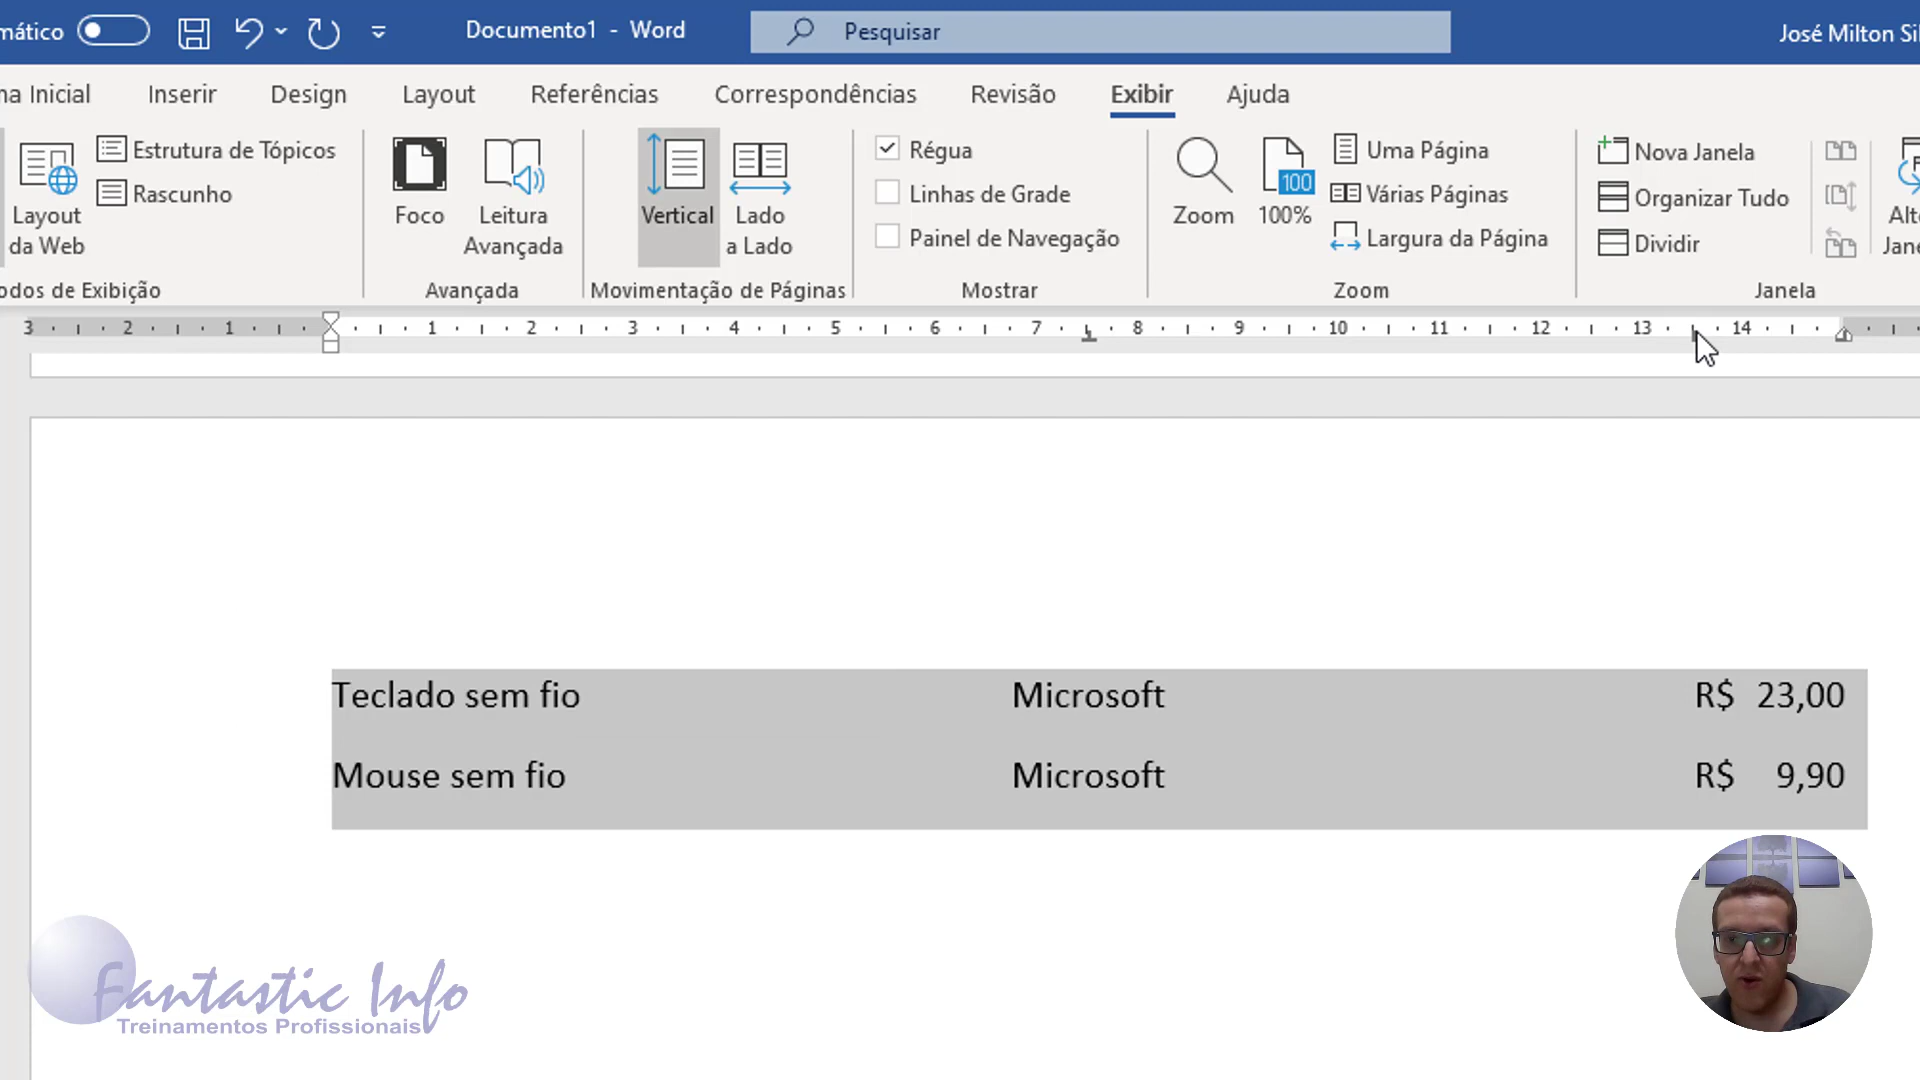 mático Documento1 - Word Pesquisar José Milton Sil
na Inicial Inserir Design Layout Referências Correspondências Revisão Exibir Ajuda
Layout da Web
Estrutura de Tópicos
Rascunho
odos de Exibição
Foco
Leitura Avançada
Avançada
Vertical
Lado a Lado
Movimentação de Páginas
Régua
Linhas de Grade
Painel de Navegação
Mostrar
Zoom
100
100%
Uma Página
Várias Páginas
Largura da Página
Zoom
Nova Janela
Organizar Tudo
Dividir
Janela
Alte
Jane
3 2 1 1 2 3 4 5 6 7 8 9 10 11 12 13 14
Teclado sem fio Microsoft R$ 23,00
Mouse sem fio Microsoft R$ 9,90
Fantastic Info
Treinamentos Profissionais